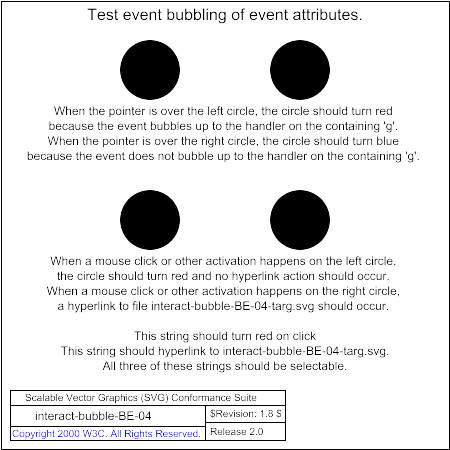 Test event bubbling of event attributes.
When the pointer is over the left circle, the circle should turn red
because the event bubbles up to the handler on the containing 'g'.
When the pointer is over the right circle, the circle should turn blue
because the event does not bubble up to the handler on the containing 'g'.
When a mouse click or other activation happens on the left circle,
the circle should turn red and no hyperlink action should occur.
When a mouse click or other activation happens on the right circle,
a hyperlink to file interact-bubble-BE-04-targ.svg should occur.
This string should turn red on click
This string should hyperlink to interact-bubble-BE-04-targ.svg.
All three of these strings should be selectable.
Scalable Vector Graphics (SVG) Conformance Suite
interact-bubble-BE-04
$Revision: 1.8 $
Copyright 2000 W3C. All Rights Reserved.
Release 2.0